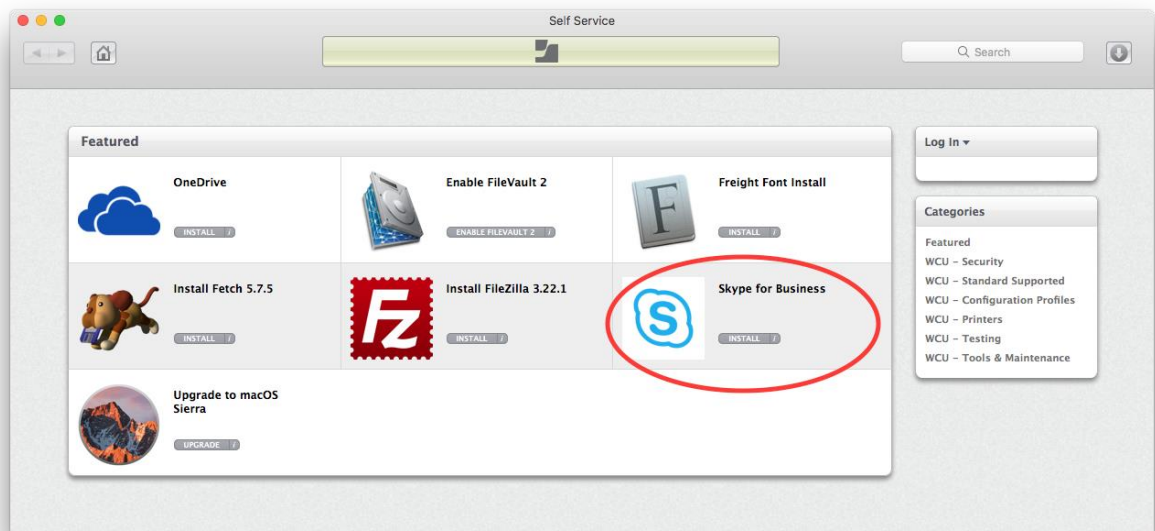 Self Service
Search
Featured
Log In
OneDrive
INSTALL i
Enable FileVault 2
ENABLE FILEVAULT 2 i
Freight Font Install
INSTALL i
Install Fetch 5.7.5
INSTALL i
Install FileZilla 3.22.1
INSTALL i
Skype for Business
INSTALL i
Upgrade to macOS
Sierra
UPGRADE i
Categories
Featured
WCU – Security
WCU – Standard Supported
WCU – Configuration Profiles
WCU – Printers
WCU – Testing
WCU – Tools & Maintenance
F
Fz
S